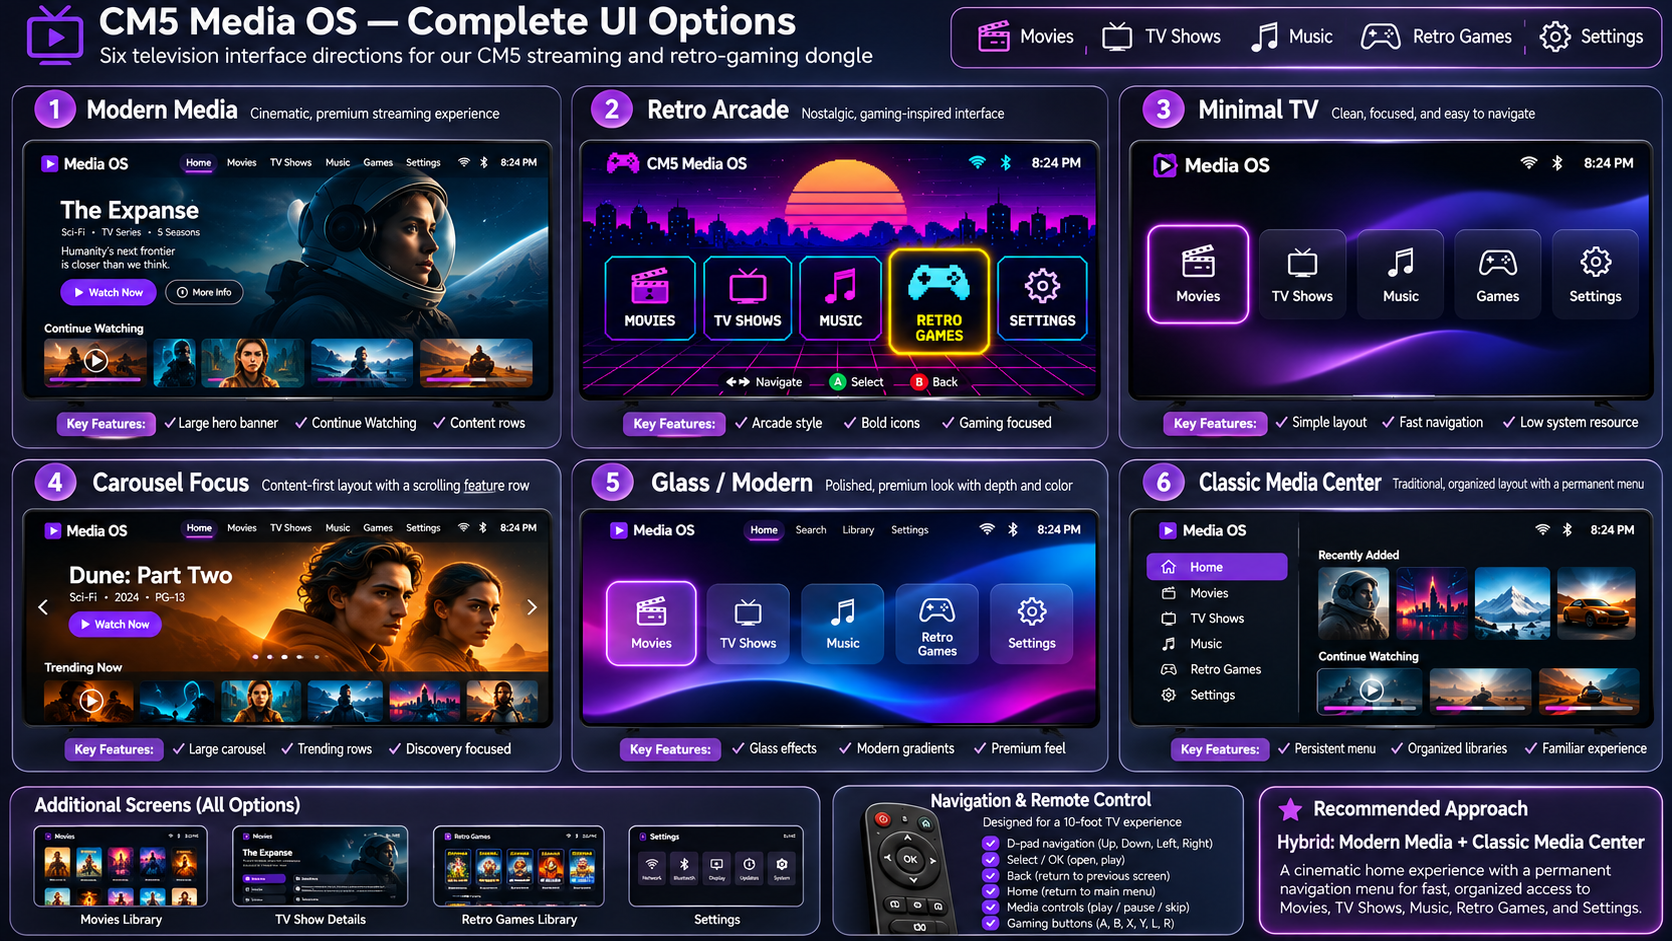 CM5 Media OS — Complete UI Options
Six television interface directions for our CM5 streaming and retro-gaming dongle
Movies
TV Shows
Music
Retro Games
Settings
1 Modern Media Cinematic, premium streaming experience
Media OS Home Movies TV Shows Music Games Settings 8:24 PM
The Expanse
Sci-Fi • TV Series • 5 Seasons
Humanity's next frontier
is closer than we think.
Watch Now More Info
Continue Watching
Key Features: Large hero banner Continue Watching Content rows
2 Retro Arcade Nostalgic, gaming-inspired interface
CM5 Media OS 8:24 PM
MOVIES
TV SHOWS
MUSIC
RETRO
GAMES
SETTINGS
Navigate A Select B Back
Key Features: Arcade style Bold icons Gaming focused
3 Minimal TV Clean, focused, and easy to navigate
Media OS 8:24 PM
Movies
TV Shows
Music
Games
Settings
Key Features: Simple layout Fast navigation Low system resource
4 Carousel Focus Content-first layout with a scrolling feature row
Media OS Home Movies TV Shows Music Games Settings 8:24 PM
Dune: Part Two
Sci-Fi • 2024 • PG-13
Watch Now
Trending Now
Key Features: Large carousel Trending rows Discovery focused
5 Glass / Modern Polished, premium look with depth and color
Media OS Home Search Library Settings 8:24 PM
Movies
TV Shows
Music
Retro
Games
Settings
Key Features: Glass effects Modern gradients Premium feel
6 Classic Media Center Traditional, organized layout with a permanent menu
Media OS 8:24 PM
Home
Movies
TV Shows
Music
Retro Games
Settings
Recently Added
Continue Watching
Key Features: Persistent menu Organized libraries Familiar experience
Additional Screens (All Options)
Movies
Movies Library
Movies
The Expanse
TV Show Details
Retro Games
Retro Games Library
Settings
Network Bluetooth Display Updates System
Settings
Navigation & Remote Control
Designed for a 10-foot TV experience
OK
D-pad navigation (Up, Down, Left, Right)
Select / OK (open, play)
Back (return to previous screen)
Home (return to main menu)
Media controls (play / pause / skip)
Gaming buttons (A, B, X, Y, L, R)
Recommended Approach
Hybrid: Modern Media + Classic Media Center
A cinematic home experience with a permanent
navigation menu for fast, organized access to
Movies, TV Shows, Music, Retro Games, and Settings.